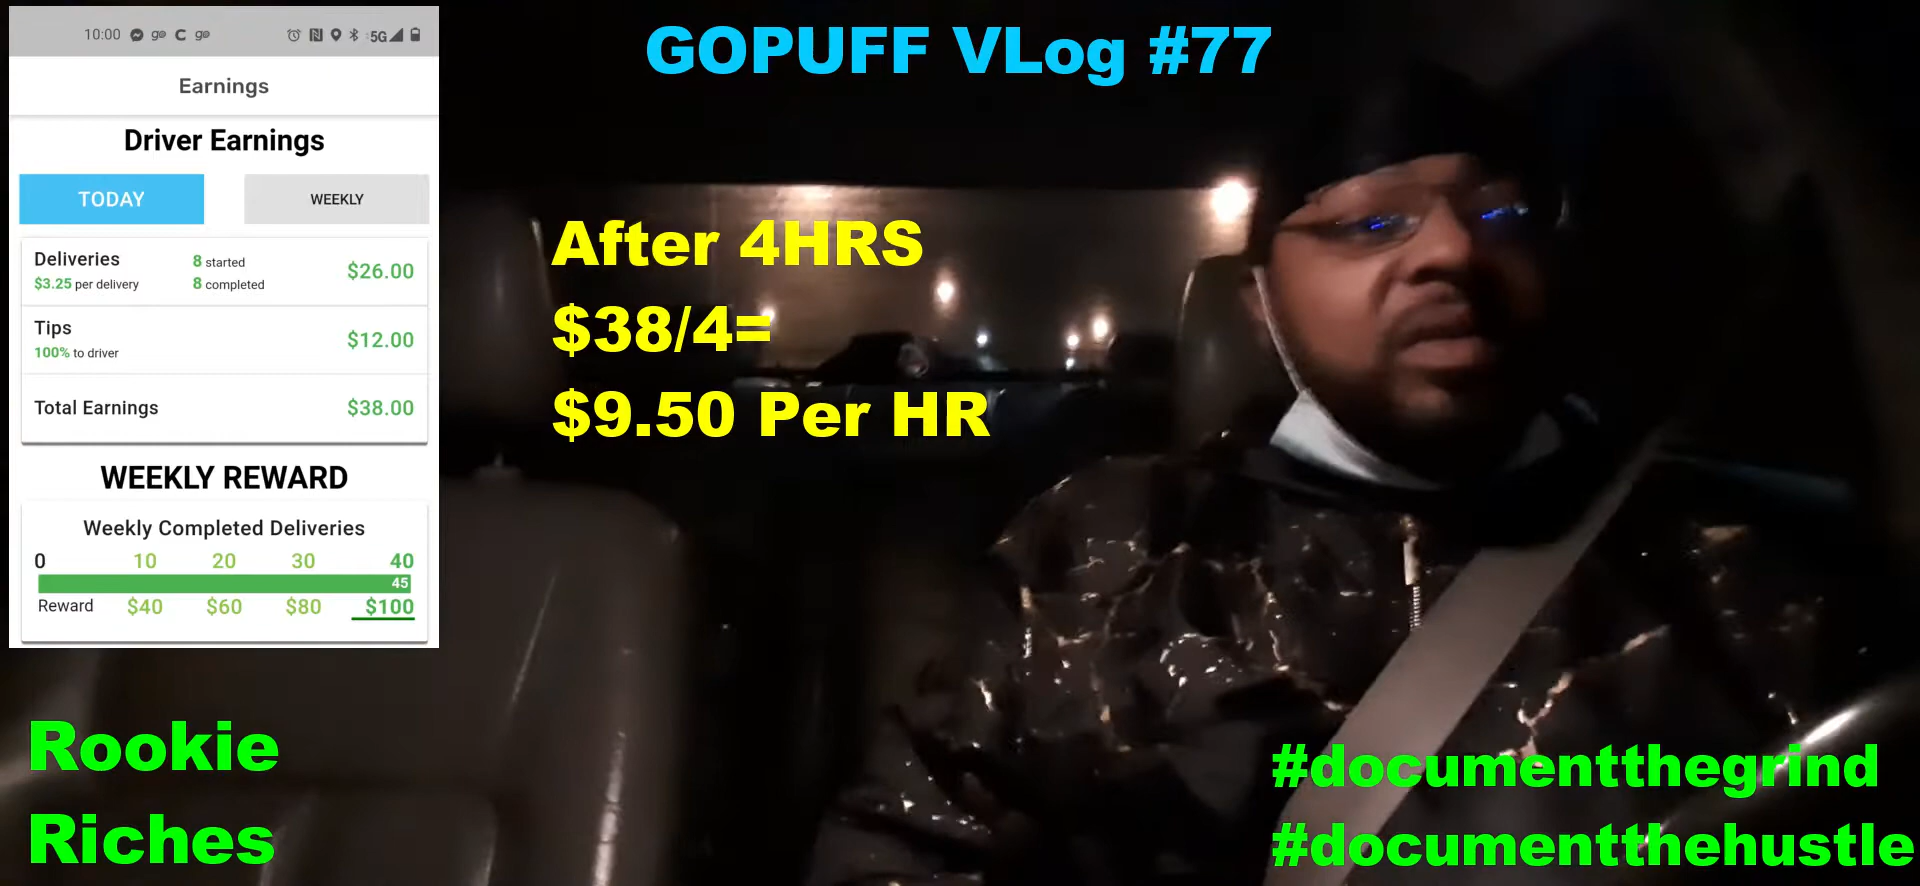 GOPUFF VLog #77
10:00 go C go 5G
Earnings
Driver Earnings
TODAY WEEKLY
Deliveries 8 started $26.00
$3.25 per delivery 8 completed
Tips $12.00
100% to driver
Total Earnings $38.00
WEEKLY REWARD
Weekly Completed Deliveries
0 10 20 30 40
45
Reward $40 $60 $80 $100
After 4HRS
$38/4=
$9.50 Per HR
Rookie
Riches
#documentthegrind
#documentthehustle